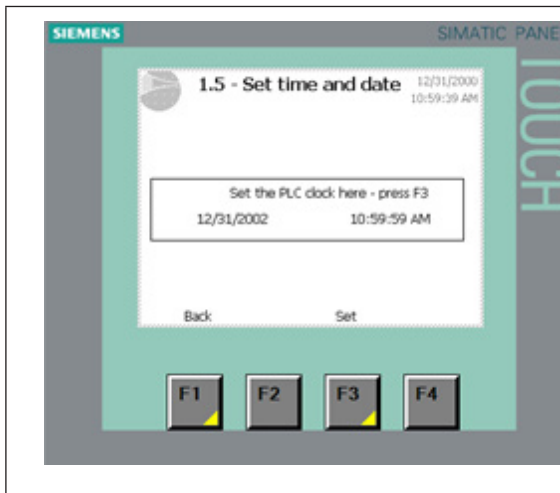 SIEMENS
SIMATIC PANE
TOUCH
1.5 - Set time and date
12/31/2000
10:59:39 AM
Set the PLC clock here - press F3
12/31/2002
10:59:59 AM
Back
Set
F1
F2
F3
F4